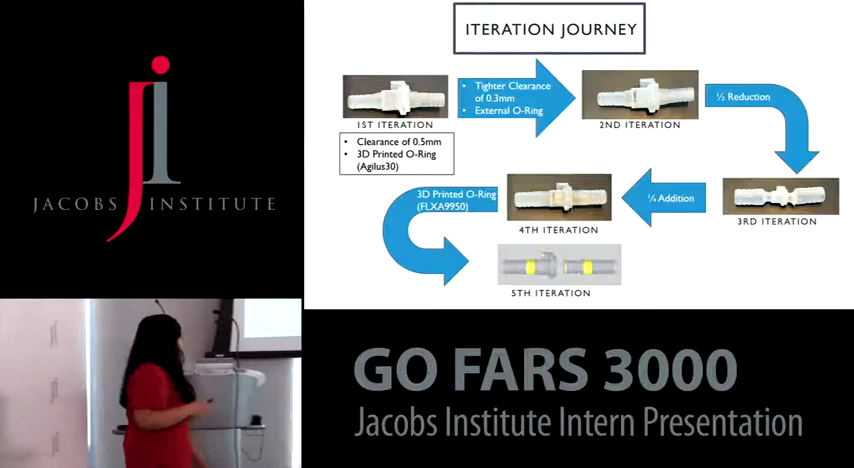 JACOBS INSTITUTE
ITERATION JOURNEY
1ST ITERATION
• Clearance of 0.5mm
• 3D Printed O-Ring
(Agilus30)
• Tighter Clearance
of 0.3mm
• External O-Ring
2ND ITERATION
½ Reduction
3RD ITERATION
¼ Addition
4TH ITERATION
3D Printed O-Ring
(FLXA9950)
5TH ITERATION
GO FARS 3000
Jacobs Institute Intern Presentation